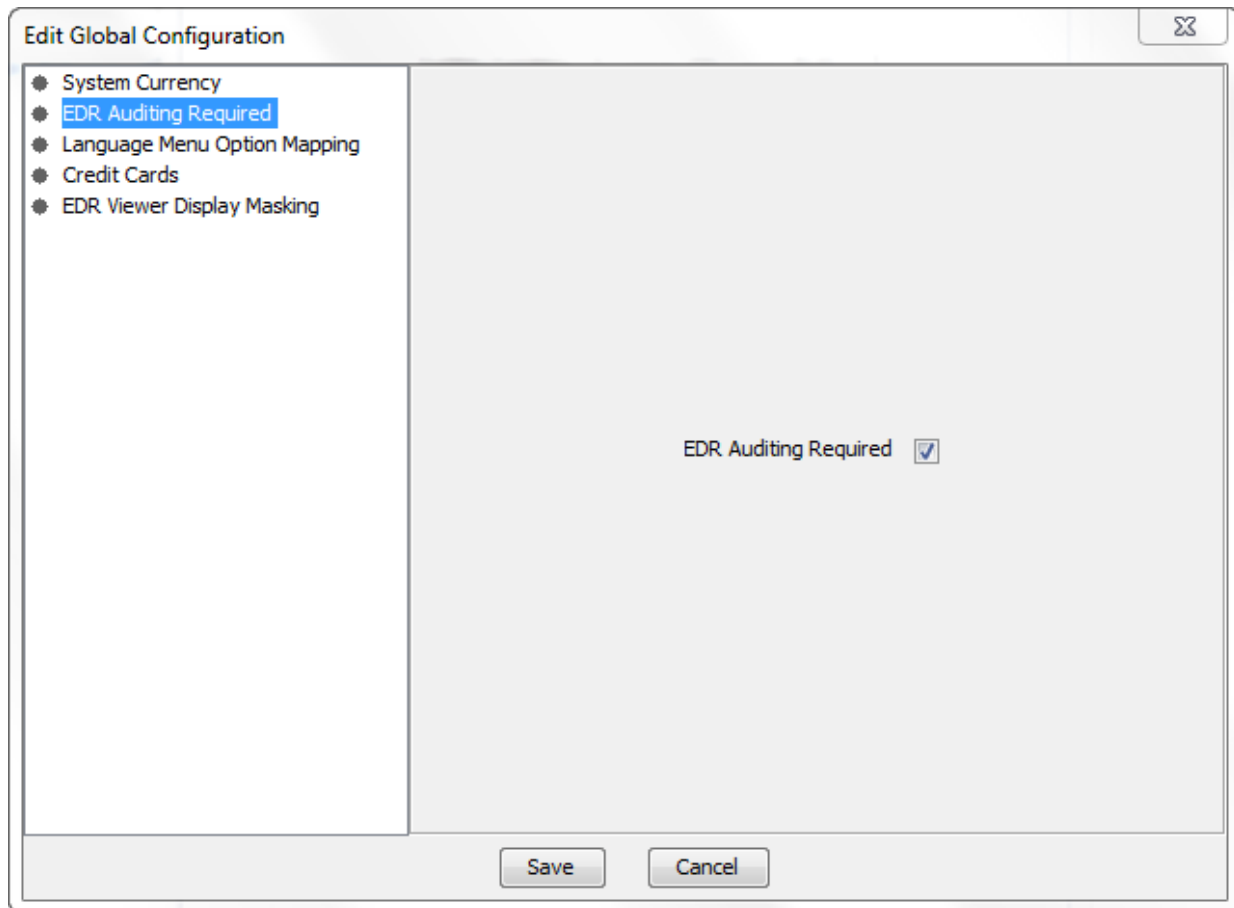 Edit Global Configuration
System Currency
EDR Auditing Required
Language Menu Option Mapping
Credit Cards
EDR Viewer Display Masking
EDR Auditing Required
Save Cancel